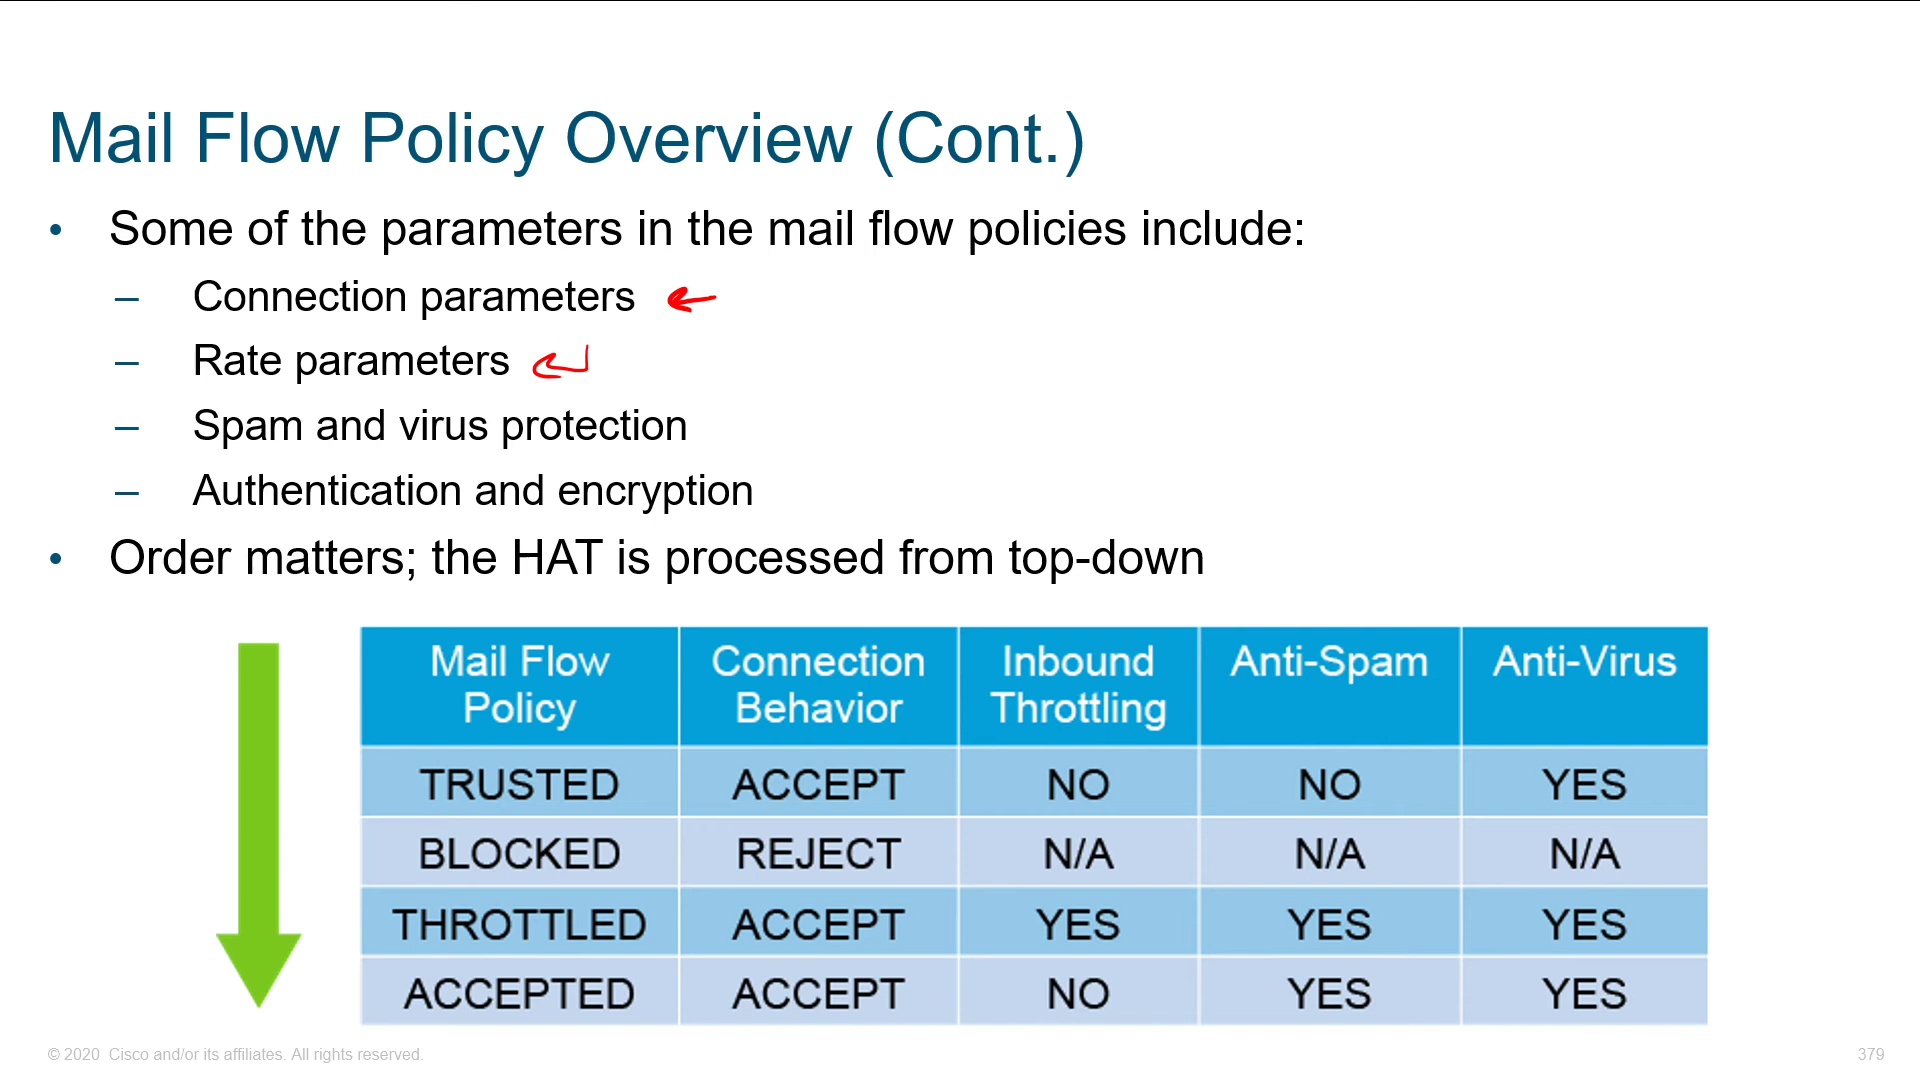 Mail Flow Policy Overview (Cont.)
• Some of the parameters in the mail flow policies include:
– Connection parameters
– Rate parameters
– Spam and virus protection
– Authentication and encryption
• Order matters; the HAT is processed from top-down
Mail Flow Policy Connection Behavior Inbound Throttling Anti-Spam Anti-Virus
TRUSTED ACCEPT NO NO YES
BLOCKED REJECT N/A N/A N/A
THROTTLED ACCEPT YES YES YES
ACCEPTED ACCEPT NO YES YES
© 2020 Cisco and/or its affiliates. All rights reserved. 379